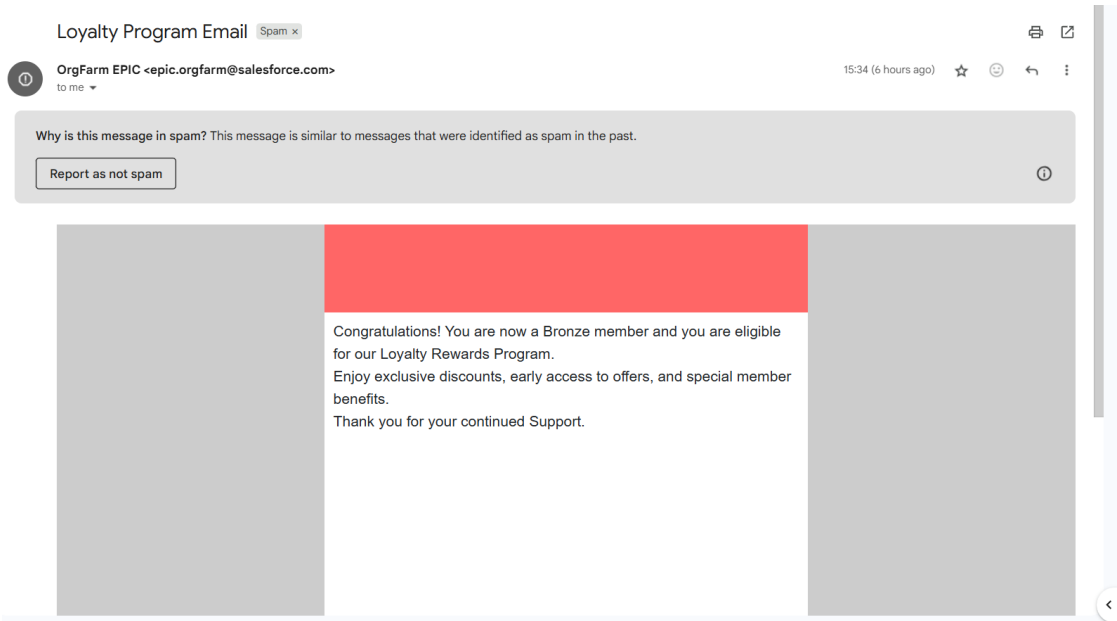 Loyalty Program Email Spam ×
OrgFarm EPIC <epic.orgfarm@salesforce.com> 15:34 (6 hours ago)
to me
Why is this message in spam? This message is similar to messages that were identified as spam in the past.
Report as not spam
Congratulations! You are now a Bronze member and you are eligible
for our Loyalty Rewards Program.
Enjoy exclusive discounts, early access to offers, and special member
benefits.
Thank you for your continued Support.